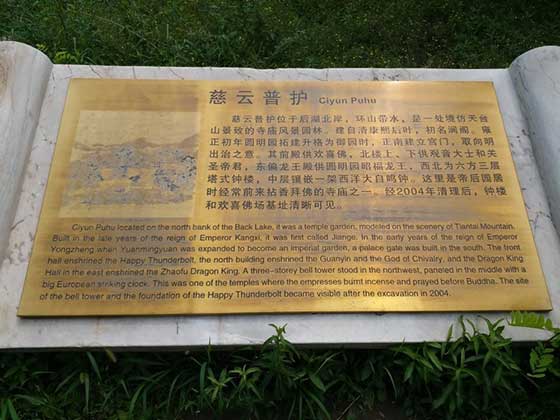 慈云普护 Ciyun Puhu
慈云普护位于后湖北岸,环山带水,是一处境仿天台
山景致的寺庙风景园林。建自清康熙后叶,初名涧阁。雍
正初年圆明园拓建升格为御园时,正南建立宫门,取向明
出治之意。其前殿供欢喜佛,北楼上、下供观音大士和关
圣帝君,东偏龙王殿供圆明园昭福龙王,西北为六方三层
塔式钟楼,中层镶嵌一架西洋大自鸣钟。这里是帝后园居
时经常前来拈香拜佛的寺庙之一。经2004年清理后,钟楼
和欢喜佛场基址清晰可见。
Ciyun Puhu located on the north bank of the Back Lake, it was a temple garden, modeled on the scenery of Tiantai Mountain.
Built in the late years of the reign of Emperor Kangxi, it was first called Jiange. In the early years of the reign of Emperor
Yongzheng when Yuanmingyuan was expanded to become an imperial garden, a palace gate was built in the south. The front
hall enshrined the Happy Thunderbolt, the north building enshrined the Guanyin and the God of Chivalry, and the Dragon King
Hall in the east enshrined the Zhaofu Dragon King. A three-storey bell tower stood in the northwest, paneled in the middle with a
big European striking clock. This was one of the temples where the empresses burnt incense and prayed before Buddha. The site
of the bell tower and the foundation of the Happy Thunderbolt became visible after the excavation in 2004.